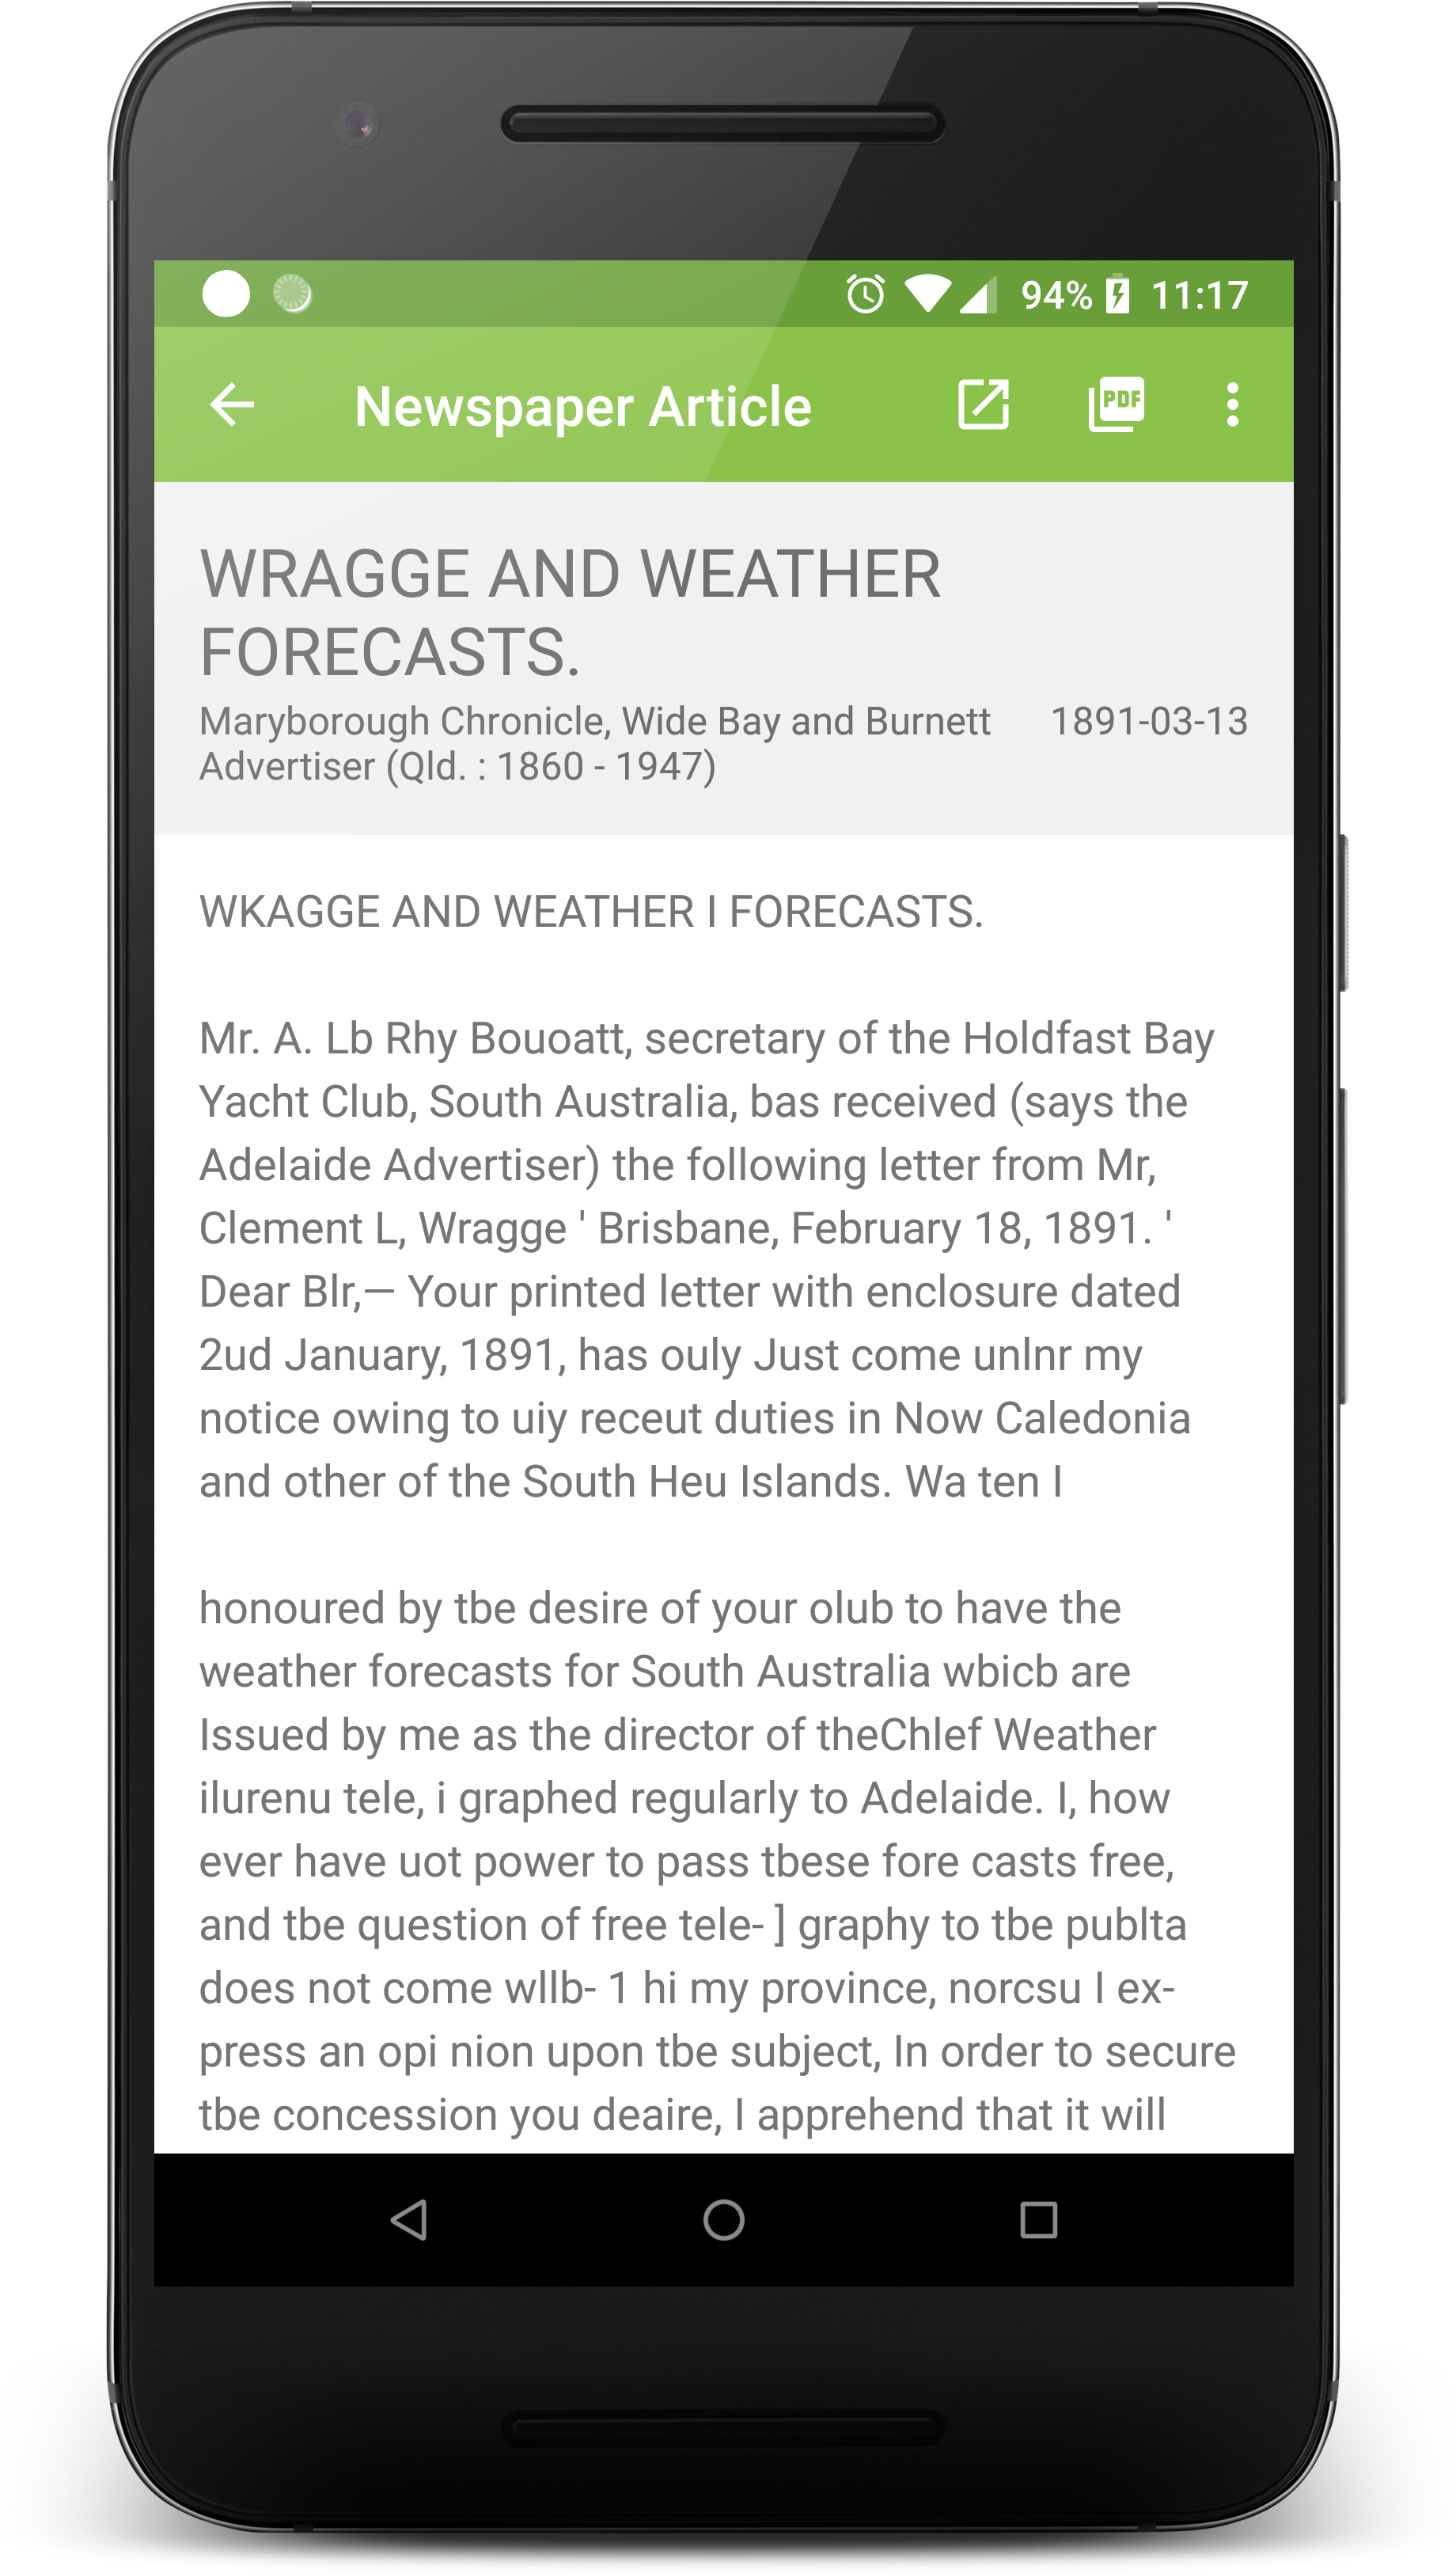 94% 11:17
Newspaper Article
PDF
WRAGGE AND WEATHER
FORECASTS.
Maryborough Chronicle, Wide Bay and Burnett 1891-03-13
Advertiser (Qld. : 1860 - 1947)
WKAGGE AND WEATHER I FORECASTS.
Mr. A. Lb Rhy Bouoatt, secretary of the Holdfast Bay
Yacht Club, South Australia, bas received (says the
Adelaide Advertiser) the following letter from Mr,
Clement L, Wragge ' Brisbane, February 18, 1891. '
Dear Blr,— Your printed letter with enclosure dated
2ud January, 1891, has ouly Just come unlnr my
notice owing to uiy receut duties in Now Caledonia
and other of the South Heu Islands. Wa ten I
honoured by tbe desire of your olub to have the
weather forecasts for South Australia wbicb are
Issued by me as the director of theChlef Weather
ilurenu tele, i graphed regularly to Adelaide. I, how
ever have uot power to pass tbese fore casts free,
and tbe question of free tele- ] graphy to tbe publta
does not come wllb- 1 hi my province, norcsu I ex-
press an opi nion upon tbe subject, In order to secure
tbe concession you deaire, I apprehend that it will